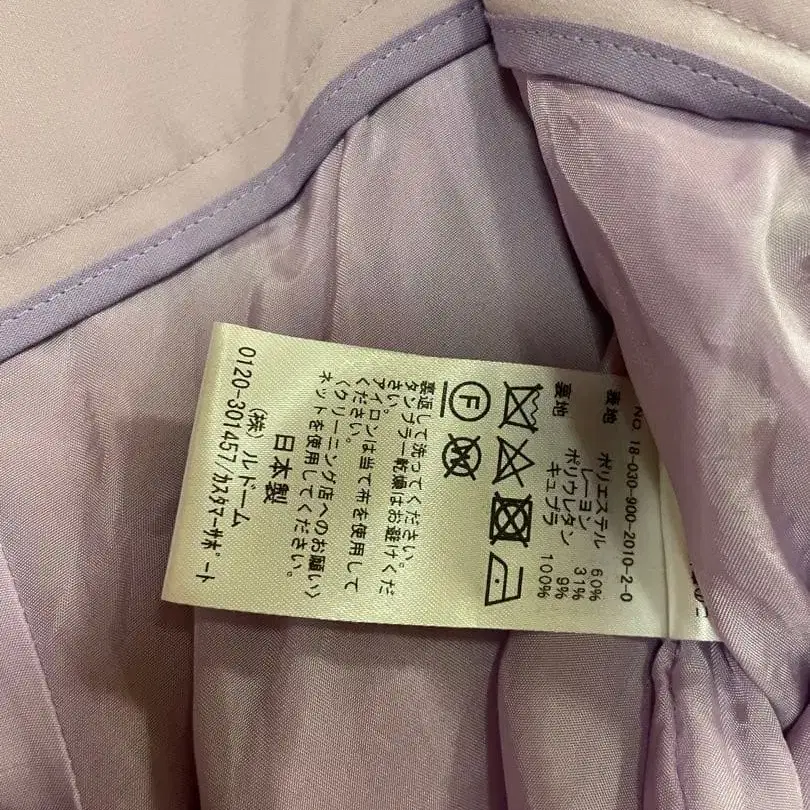 NO. 18-030-900-2010-2-0
表地 ポリエステル 60%
レーヨン 31%
ポリウレタン 9%
裏地 キュプラ 100%
F
W
裏返して洗ってください。
タンブラー乾燥はお避けくだ
さい。
アイロンは当て布を使用して
ください。
〈クリーニング店へのお願い〉
ネットを使用してください。
日本製
(株)ルドーム
0120-301457/カスタマーサポート